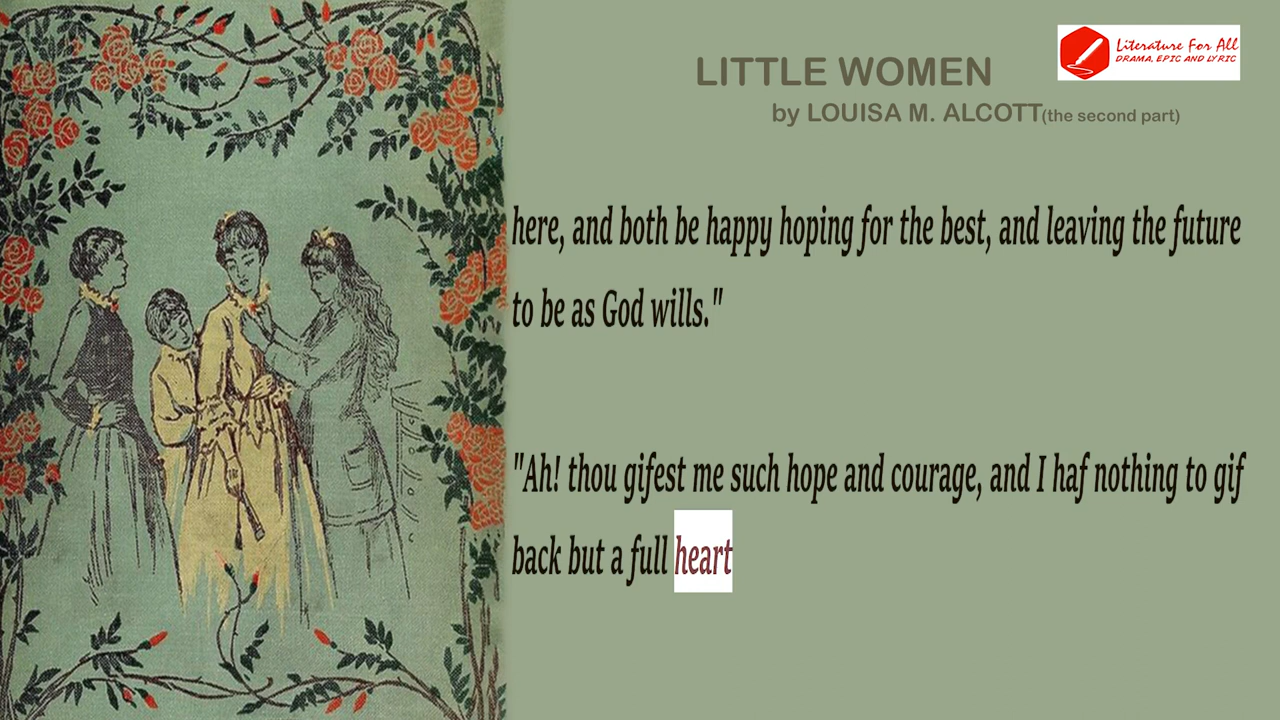 LITTLE WOMEN
Literature For All
DRAMA, EPIC AND LYRIC
by LOUISA M. ALCOTT(the second part)
here, and both be happy hoping for the best, and leaving the future
to be as God wills."
"Ah! thou gifest me such hope and courage, and I haf nothing to gif
back but a full heart